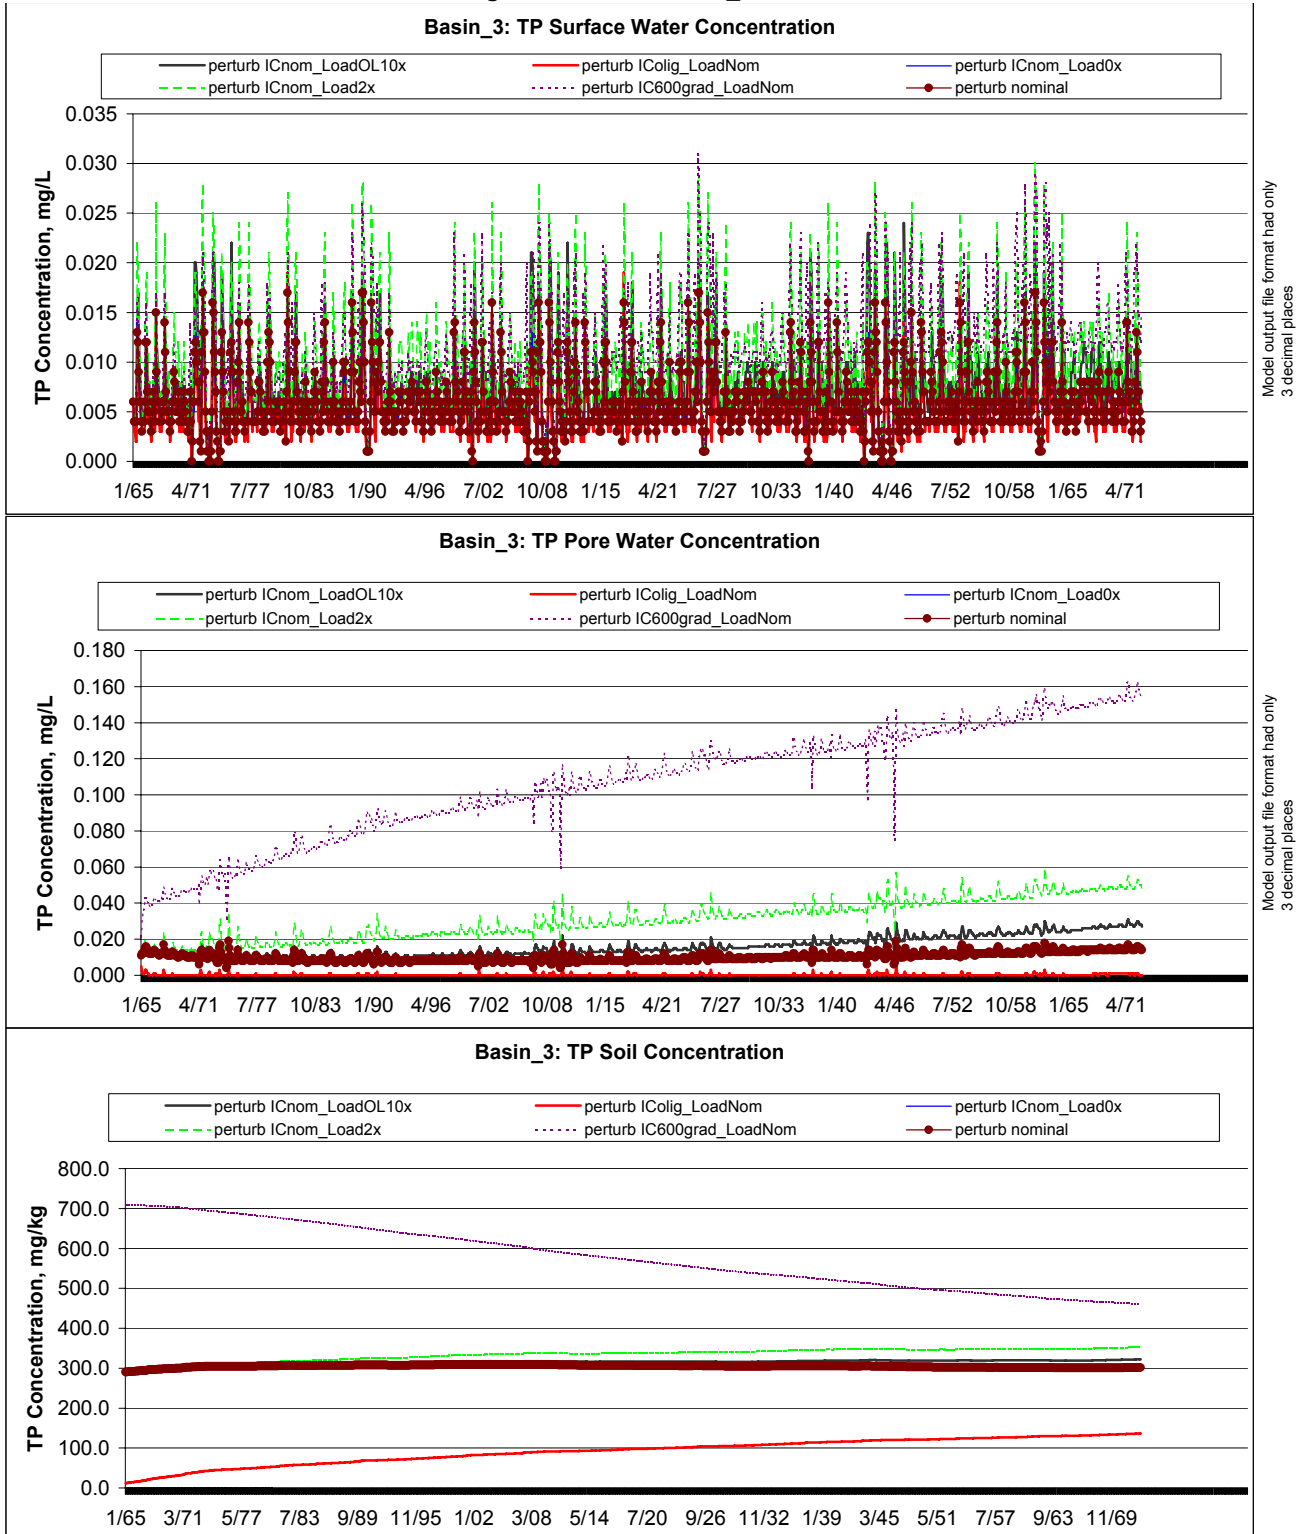 Basin_3: TP Surface Water Concentration
perturb ICnom_LoadOL10x perturb IColig_LoadNom perturb ICnom_Load0x
perturb ICnom_Load2x perturb IC600grad_LoadNom perturb nominal
TP Concentration, mg/L
0.035
0.030
0.025
0.020
0.015
0.010
0.005
0.000
1/65 4/71 7/77 10/83 1/90 4/96 7/02 10/08 1/15 4/21 7/27 10/33 1/40 4/46 7/52 10/58 1/65 4/71
Model output file format had only
3 decimal places
Basin_3: TP Pore Water Concentration
perturb ICnom_LoadOL10x perturb IColig_LoadNom perturb ICnom_Load0x
perturb ICnom_Load2x perturb IC600grad_LoadNom perturb nominal
TP Concentration, mg/L
0.180
0.160
0.140
0.120
0.100
0.080
0.060
0.040
0.020
0.000
1/65 4/71 7/77 10/83 1/90 4/96 7/02 10/08 1/15 4/21 7/27 10/33 1/40 4/46 7/52 10/58 1/65 4/71
Model output file format had only
3 decimal places
Basin_3: TP Soil Concentration
perturb ICnom_LoadOL10x perturb IColig_LoadNom perturb ICnom_Load0x
perturb ICnom_Load2x perturb IC600grad_LoadNom perturb nominal
TP Concentration, mg/kg
800.0
700.0
600.0
500.0
400.0
300.0
200.0
100.0
0.0
1/65 3/71 5/77 7/83 9/89 11/95 1/02 3/08 5/14 7/20 9/26 11/32 1/39 3/45 5/51 7/57 9/63 11/69